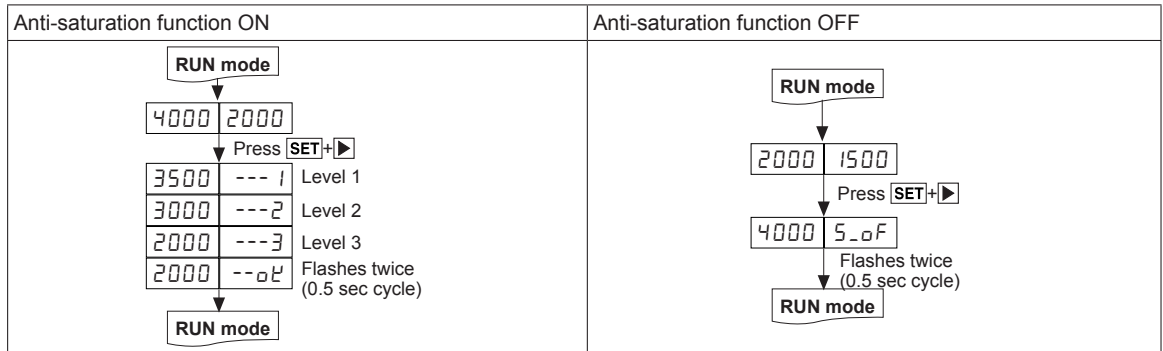 Anti-saturation function ON
RUN mode
4000 2000
Press SET+▶
3500 --- 1 Level 1
3000 ---2 Level 2
2000 ---3 Level 3
2000 --oK Flashes twice
(0.5 sec cycle)
RUN mode
Anti-saturation function OFF
RUN mode
2000 1500
Press SET+▶
4000 S_oF
Flashes twice
(0.5 sec cycle)
RUN mode